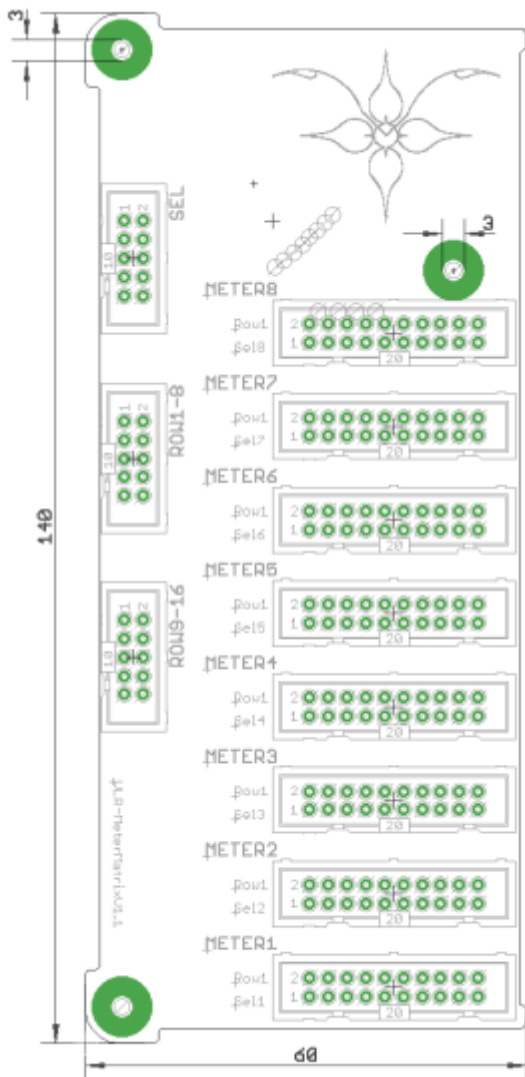 3
SEL
1 2
10
3
METER8
Row1 2
Sel8 1
20
METER7
ROW1-8
Row1 2
Sel7 1
20
1 2
10
METER6
Row1 2
Sel6 1
20
140
METER5
Row1 2
Sel5 1
20
ROW9-16
1 2
10
METER4
Row1 2
Sel4 1
20
METER3
Row1 2
Sel3 1
20
METER2
Row1 2
Sel2 1
20
METER1
Row1 2
Sel1 1
20
60